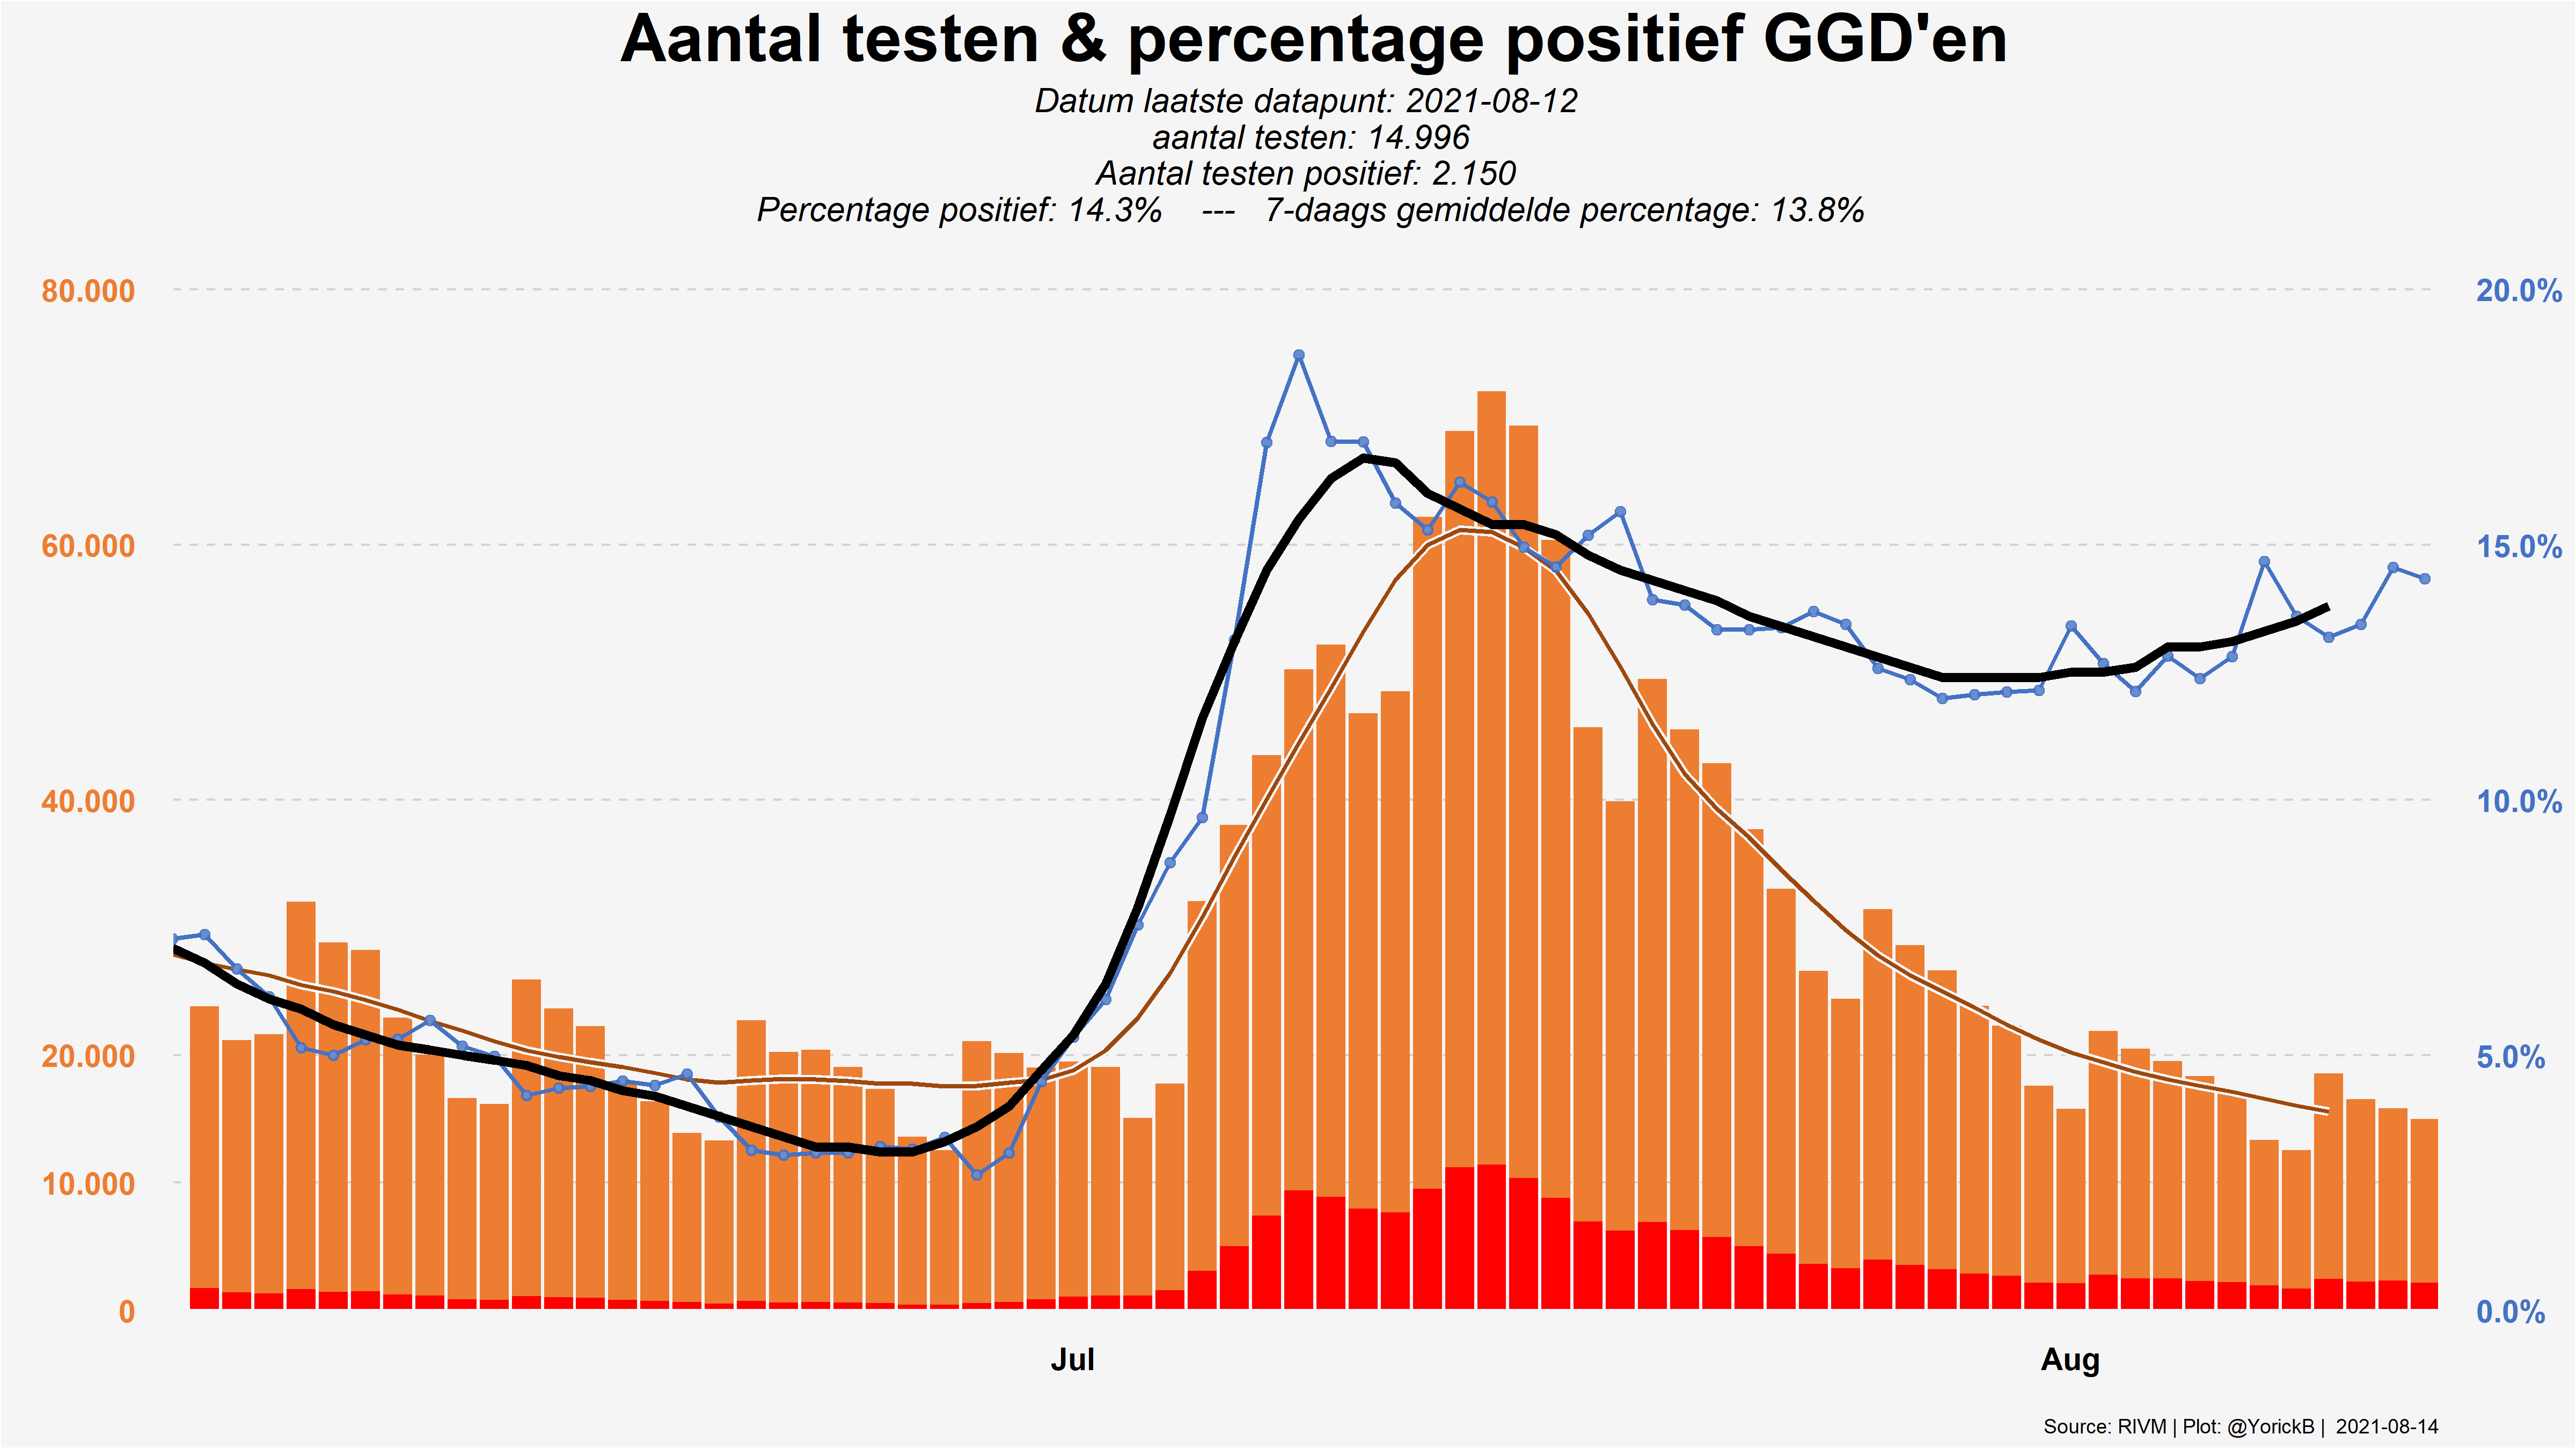 Aantal testen & percentage positief GGD'en
Datum laatste datapunt: 2021-08-12
aantal testen: 14.996
Aantal testen positief: 2.150
Percentage positief: 14.3% --- 7-daags gemiddelde percentage: 13.8%
80.000 20.0%
60.000 15.0%
40.000 10.0%
20.000 5.0%
10.000
0 0.0%
Jul Aug
Source: RIVM | Plot: @YorickB | 2021-08-14